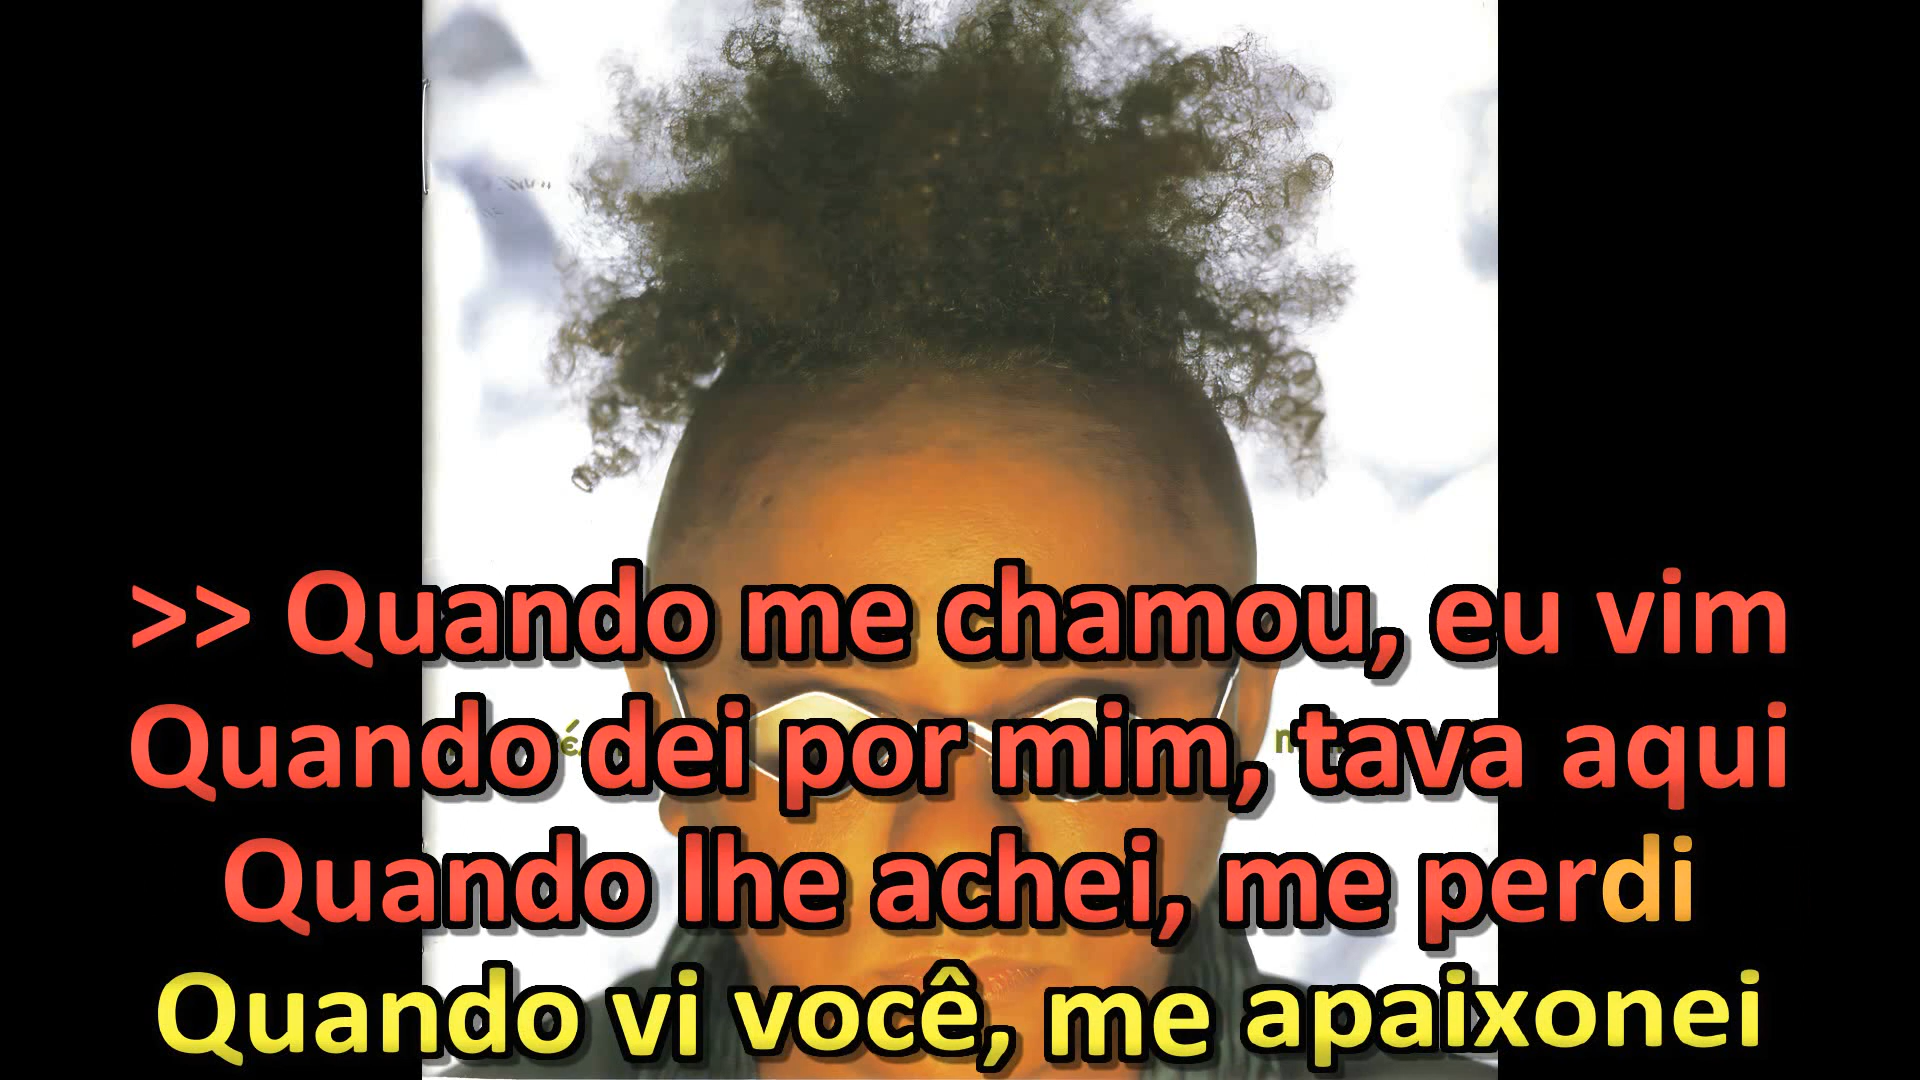 >> Quando me chamou, eu vim
Quando dei por mim, tava aqui
Quando lhe achei, me perdi
Quando vi você, me apaixonei